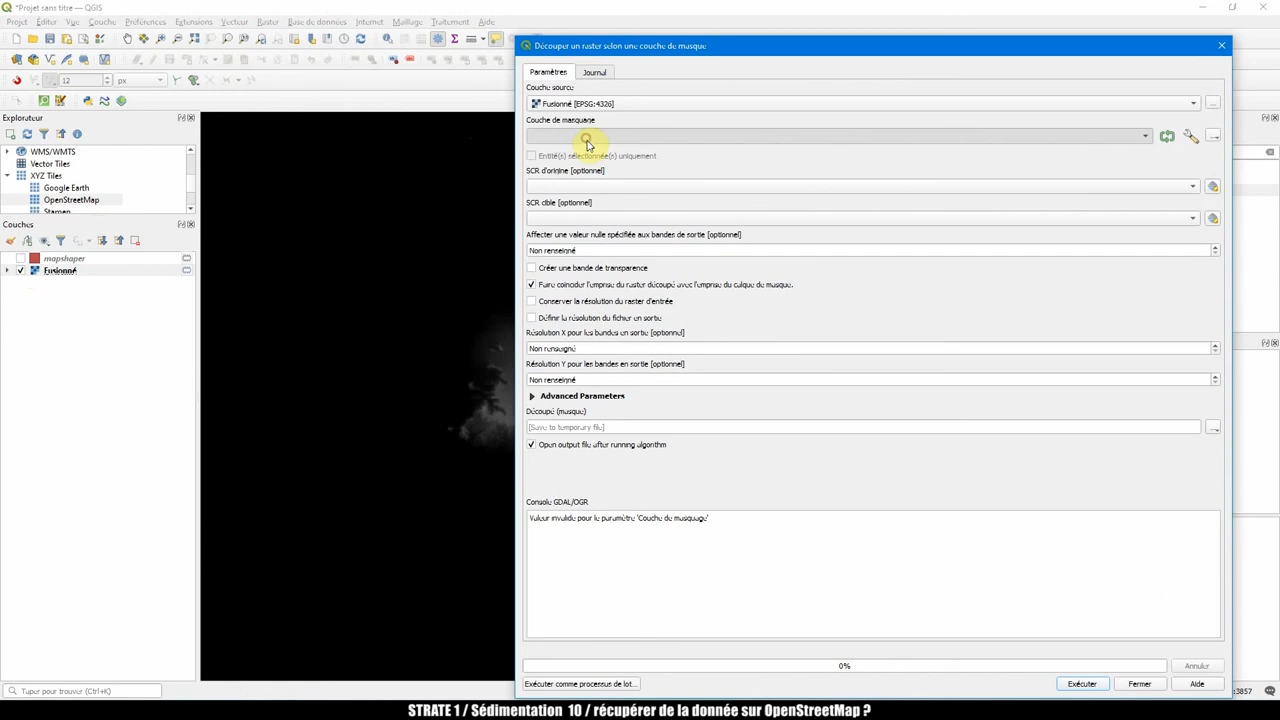 *Projet sans titre — QGIS
Projet Éditer Vue Couche Préférences Extensions Vecteur Raster Base de données Internet Maillage Traitement Aide
12 px
Explorateur
WMS/WMTS
Vector Tiles
XYZ Tiles
Google Earth
OpenStreetMap
Stamen
Couches
mapshaper
Fusionné
Découper un raster selon une couche de masque
Paramètres Journal
Couche source
Fusionné [EPSG:4326]
Couche de masquage
Entité(s) sélectionnée(s) uniquement
SCR d'origine [optionnel]
SCR cible [optionnel]
Affecter une valeur nulle spécifiée aux bandes de sortie [optionnel]
Non renseigné
Créer une bande de transparence
Faire coïncider l'emprise du raster découpé avec l'emprise du calque de masque.
Conserver la résolution du raster d'entrée
Définir la résolution du fichier en sortie
Résolution X pour les bandes en sortie [optionnel]
Non renseigné
Résolution Y pour les bandes en sortie [optionnel]
Non renseigné
Advanced Parameters
Découpé (masque)
[Save to temporary file]
Open output file after running algorithm
Console GDAL/OGR
Valeur invalide pour le paramètre 'Couche de masquage'
0% Annuler
Exécuter comme processus de lot... Exécuter Fermer Aide
Taper pour trouver (Ctrl+K) :3857
STRATE 1 / Sédimentation 10 / récupérer de la donnée sur OpenStreetMap ?